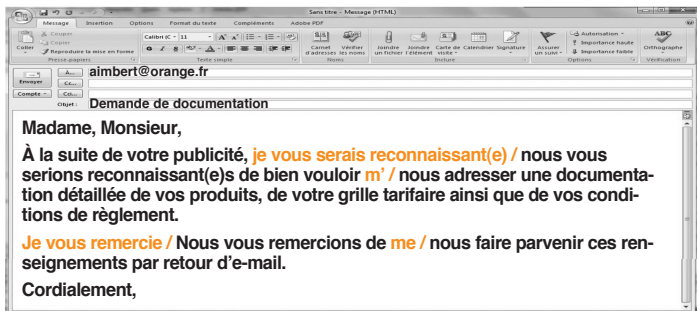 Sans titre - Message (HTML)
Message Insertion Options Format du texte Compléments Adobe PDF
Couper
Copier
Reproduire la mise en forme
Coller
Presse-papiers
Calibri (C 11
G I S
Texte simple
Carnet d'adresses
Vérifier les noms
Noms
Joindre un fichier
Joindre l'élément
Carte de visite
Calendrier
Signature
Inclure
Assurer un suivi
Autorisation
Importance haute
Importance faible
Options
ABC
Orthographe
Vérification
Envoyer
À... aimbert@orange.fr
Cc...
Compte
Cci...
Objet : Demande de documentation
Madame, Monsieur,
À la suite de votre publicité, je vous serais reconnaissant(e) / nous vous
serions reconnaissant(e)s de bien vouloir m' / nous adresser une documenta-
tion détaillée de vos produits, de votre grille tarifaire ainsi que de vos condi-
tions de règlement.
Je vous remercie / Nous vous remercions de me / nous faire parvenir ces ren-
seignements par retour d'e-mail.
Cordialement,